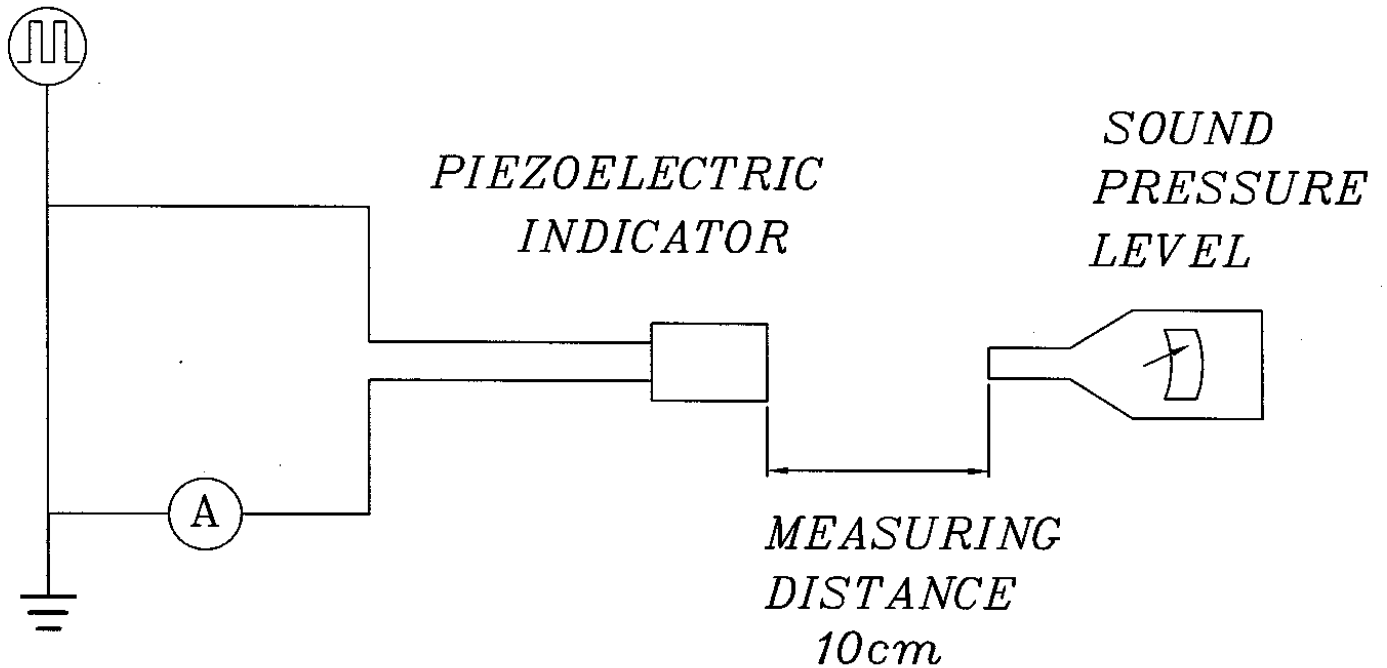 PIEZOELECTRIC
INDICATOR
SOUND
PRESSURE
LEVEL
A
MEASURING
DISTANCE
10cm